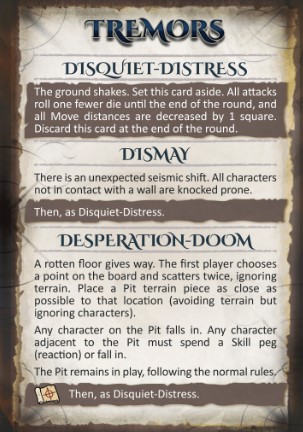 TREMORS
DISQUIET-DISTRESS
The ground shakes. Set this card aside. All attacks
roll one fewer die until the end of the round, and
all Move distances are decreased by 1 square.
Discard this card at the end of the round.
DISMAY
There is an unexpected seismic shift. All characters
not in contact with a wall are knocked prone.
Then, as Disquiet-Distress.
DESPERATION-DOOM
A rotten floor gives way. The first player chooses
a point on the board and scatters twice, ignoring
terrain. Place a Pit terrain piece as close as
possible to that location (avoiding terrain but
ignoring characters).
Any character on the Pit falls in. Any character
adjacent to the Pit must spend a Skill peg
(reaction) or fall in.
The Pit remains in play, following the normal rules.
Then, as Disquiet-Distress.